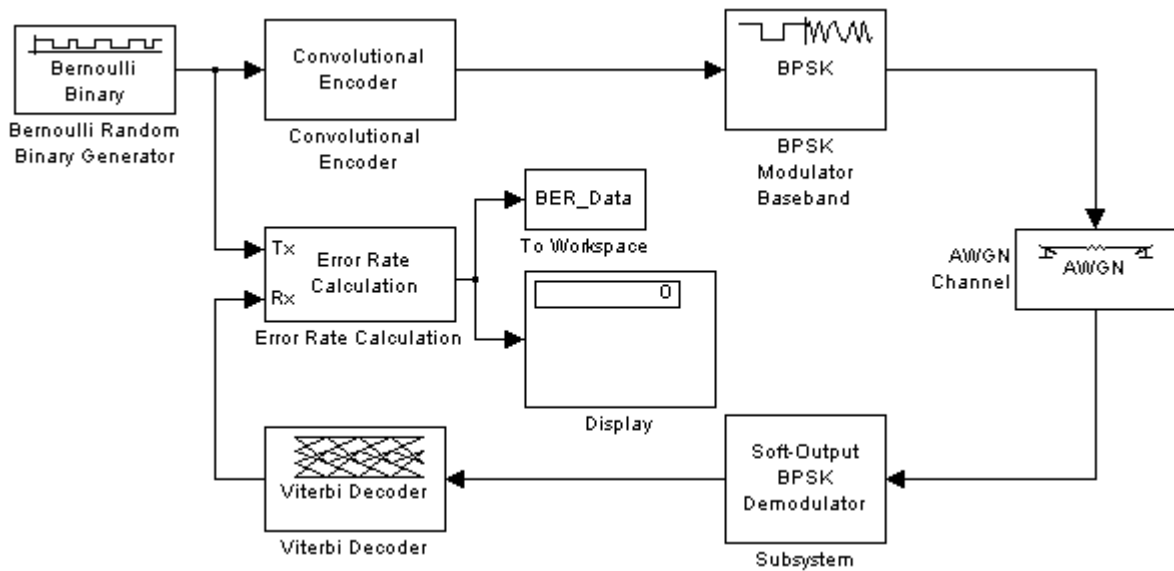 Bernoulli
Binary
Bernoulli Random
Binary Generator
Convolutional
Encoder
Convolutional
Encoder
BPSK
BPSK
Modulator
Baseband
BER_Data
To Workspace
Tx
Rx
Error Rate
Calculation
Error Rate Calculation
0
Display
AWGN
Channel
AWGN
Viterbi Decoder
Viterbi Decoder
Soft-Output
BPSK
Demodulator
Subsystem